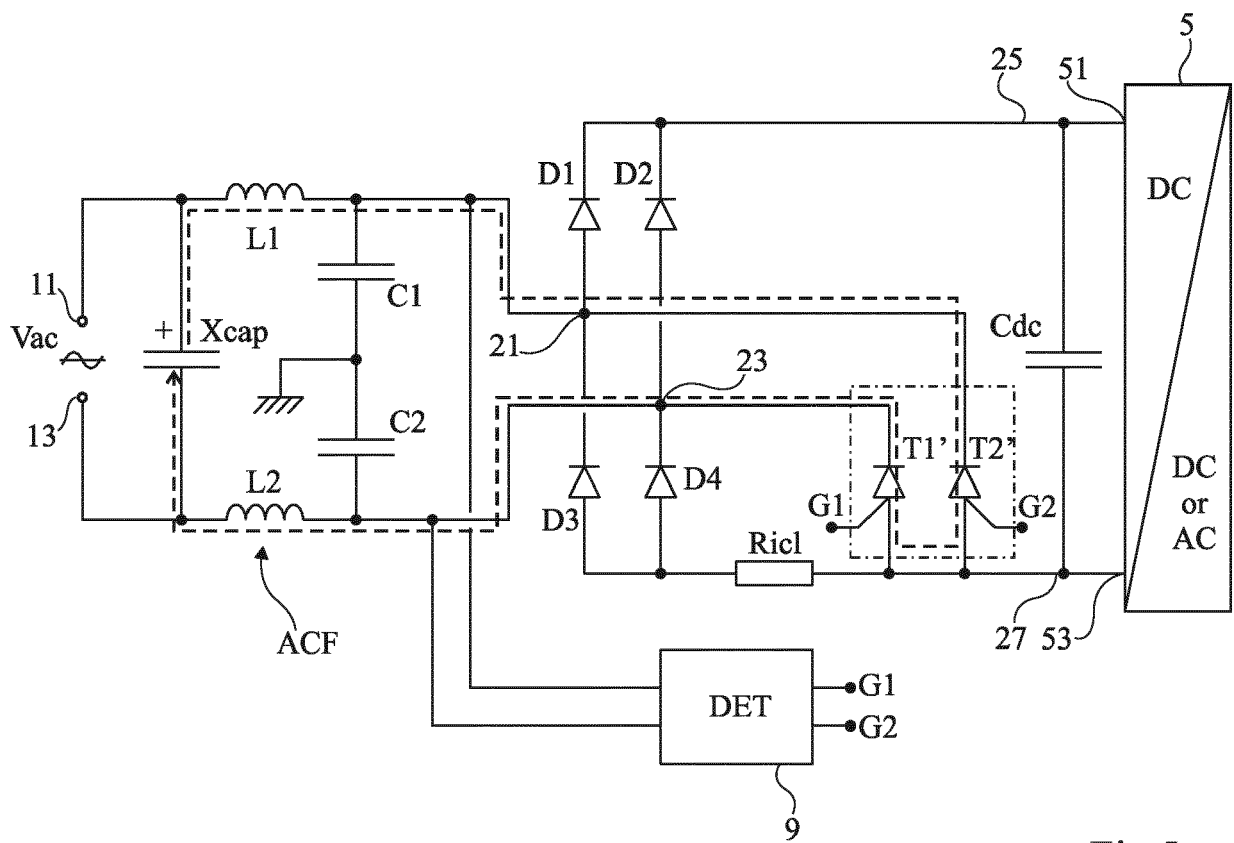 5
25
51
D1
D2
DC
L1
11
C1
Vac
+
Xcap
21
Cdc
23
13
C2
T1’
T2’
L2
D4
DC
or
AC
G1
G2
D3
Ricl
27
53
ACF
DET
G1
G2
9